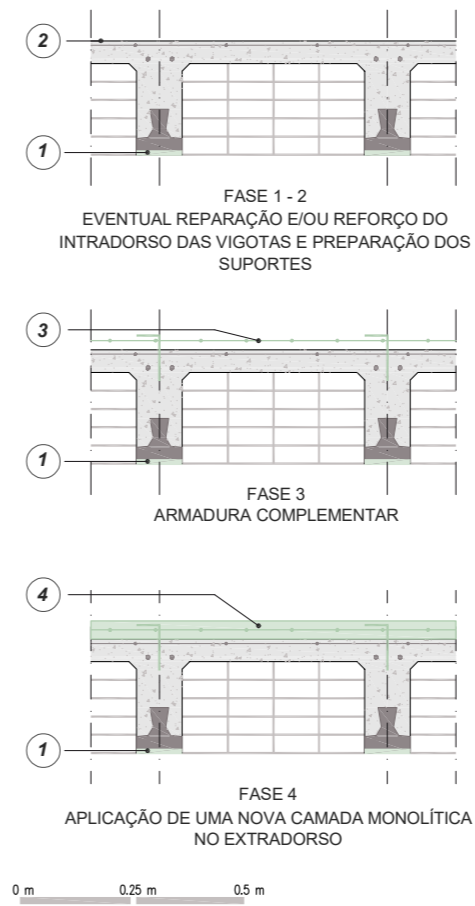 2
1
FASE 1 - 2
EVENTUAL REPARAÇÃO E/OU REFORÇO DO
INTRADORSO DAS VIGOTAS E PREPARAÇÃO DOS
SUPORTES
3
1
FASE 3
ARMADURA COMPLEMENTAR
4
1
FASE 4
APLICAÇÃO DE UMA NOVA CAMADA MONOLÍTICA
NO EXTRADORSO
0 m 0.25 m 0.5 m